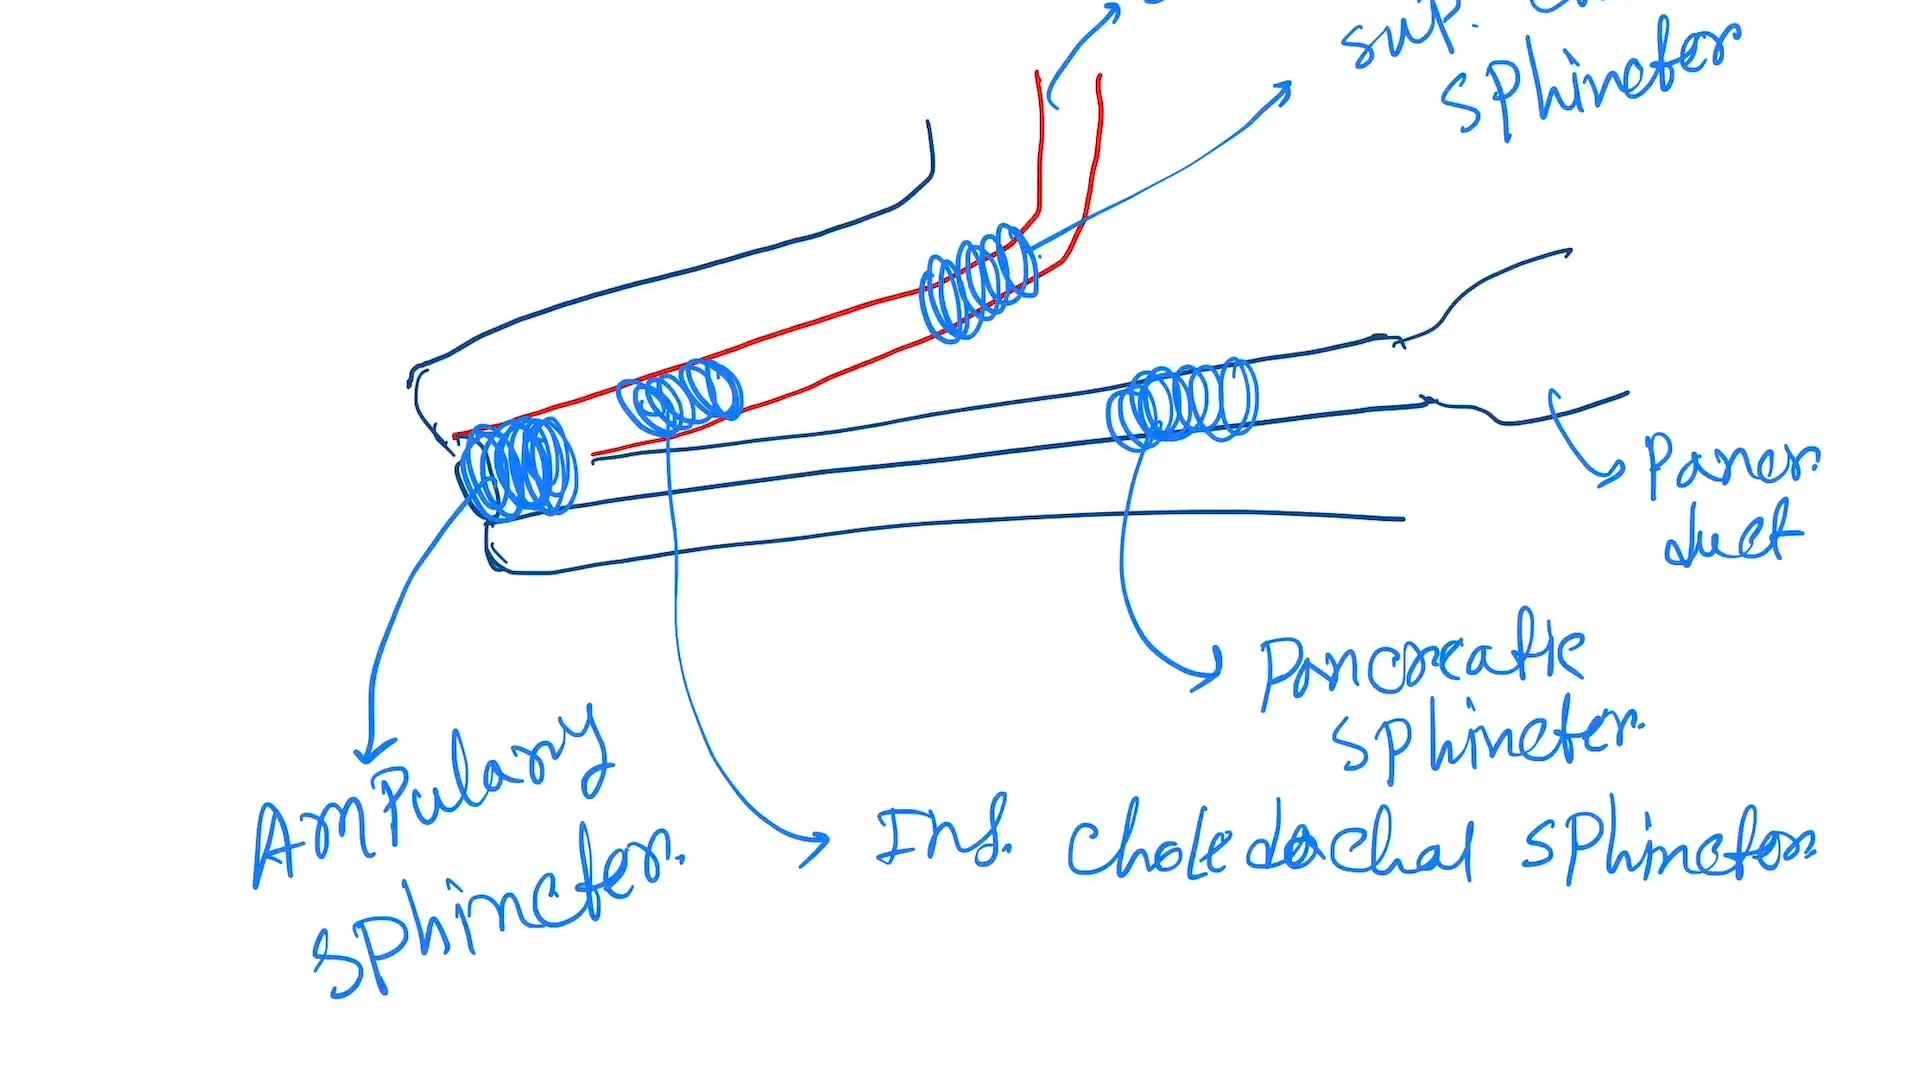 sup.
sphincter
Pancr.
duct
Pancreatic
sphincter.
Ampulary
sphincter.
Inf. Choledochal sphincter